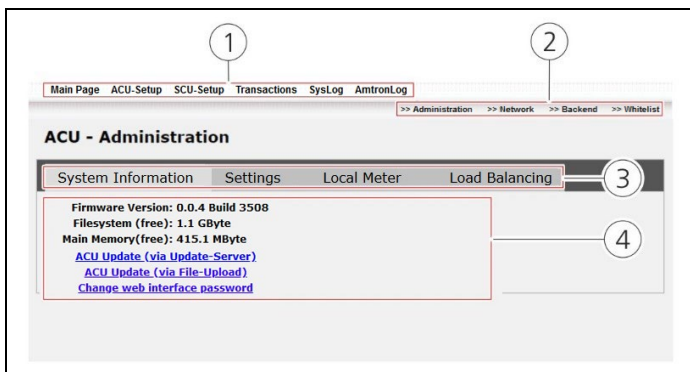 1
2
Main Page ACU-Setup SCU-Setup Transactions SysLog AmtronLog
>> Administration >> Network >> Backend >> Whitelist
ACU - Administration
System Information Settings Local Meter Load Balancing
3
Firmware Version: 0.0.4 Build 3508
Filesystem (free): 1.1 GByte
Main Memory(free): 415.1 MByte
4
ACU Update (via Update-Server)
ACU Update (via File-Upload)
Change web interface password